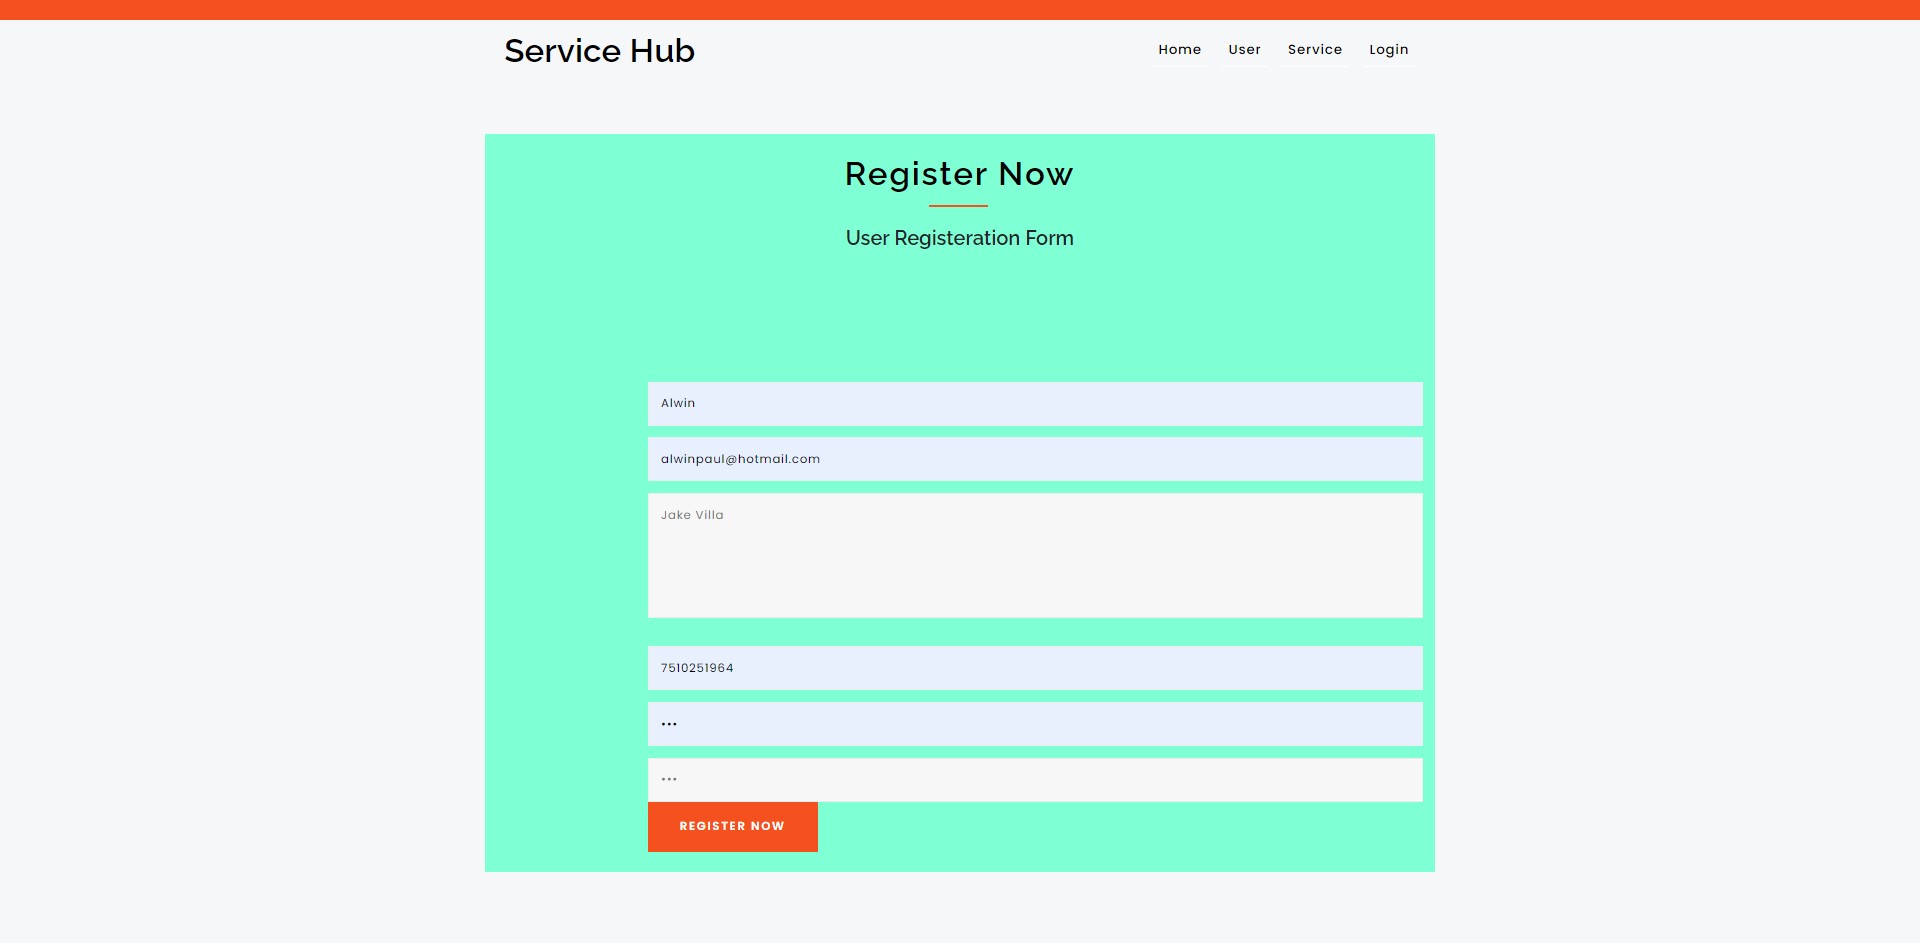 Service Hub
Home User Service Login
Register Now
User Registeration Form
Alwin
alwinpaul@hotmail.com
Jake Villa
7510251964
•••
•••
REGISTER NOW